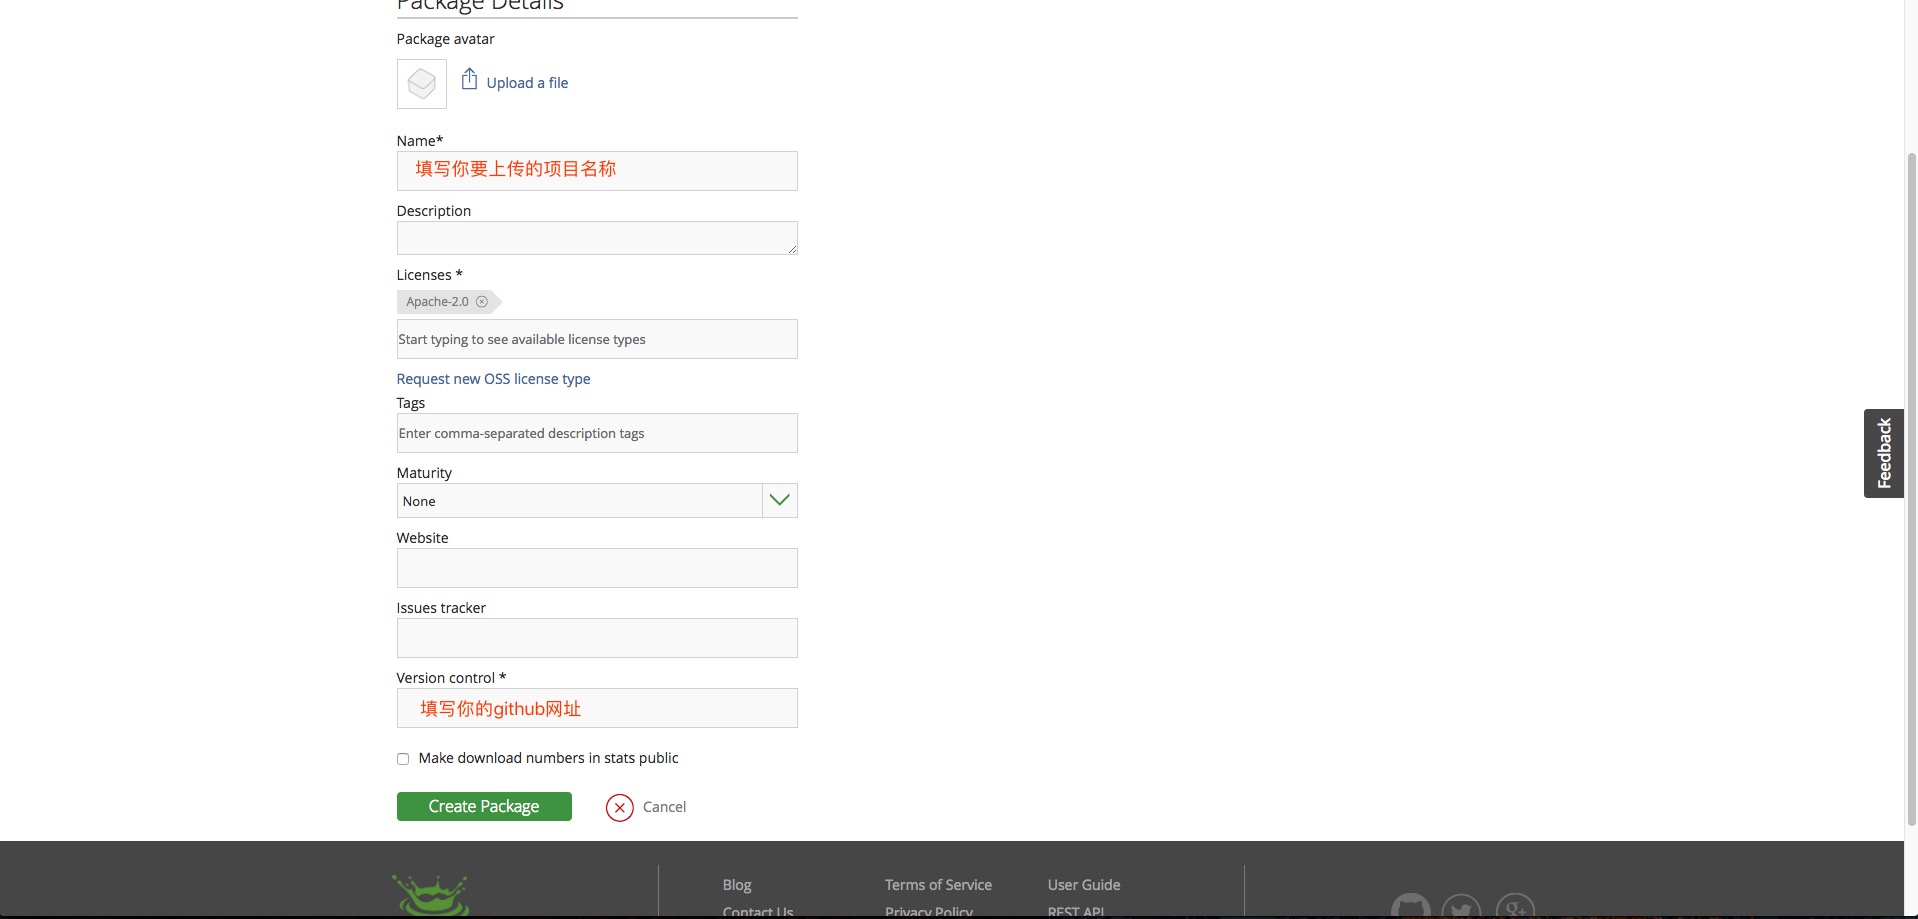 Package Details
Package avatar
Upload a file
Name*
填写你要上传的项目名称
Description
Licenses *
Apache-2.0
Start typing to see available license types
Request new OSS license type
Tags
Enter comma-separated description tags
Maturity
None
Website
Issues tracker
Version control *
填写你的github网址
Make download numbers in stats public
Create Package
Cancel
Feedback
Blog
Terms of Service
User Guide
Contact Us
Privacy Policy
REST API
g+